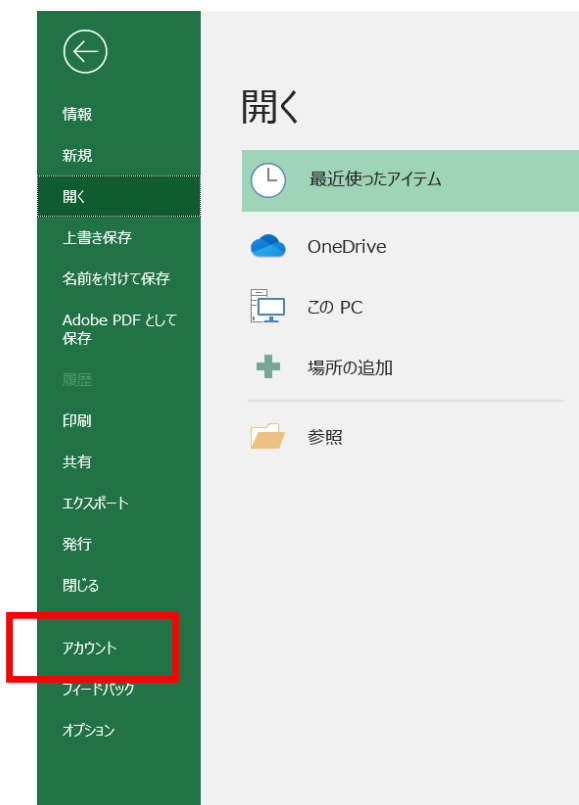 情報
新規
開く
上書き保存
名前を付けて保存
Adobe PDF として
保存
履歴
印刷
共有
エクスポート
発行
閉じる
アカウント
フィードバック
オプション
開く
最近使ったアイテム
OneDrive
この PC
場所の追加
参照